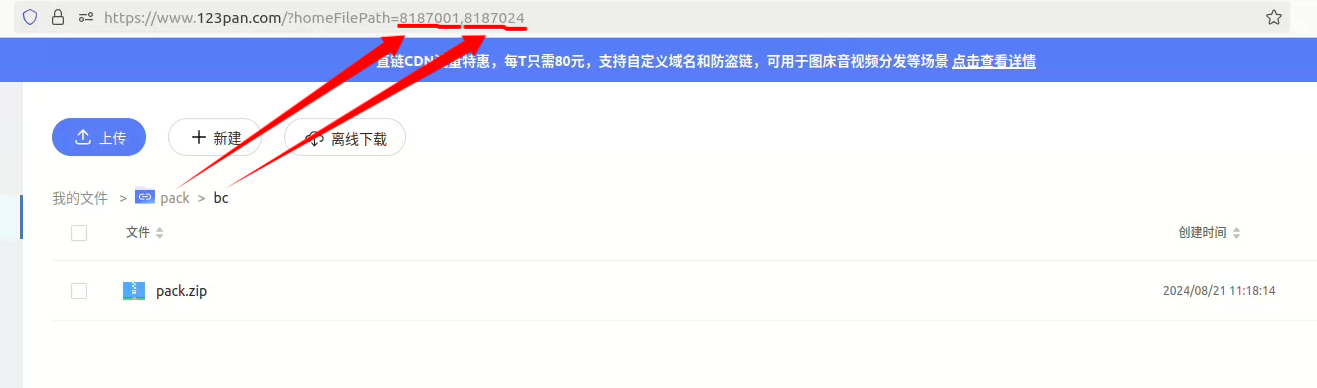 https://www.123pan.com/?homeFilePath=8187001,8187024
直链CDN流量特惠，每T只需80元，支持自定义域名和防盗链，可用于图床音视频分发等场景 点击查看详情
上传 新建 离线下载
我的文件 > pack > bc
文件 创建时间
pack.zip 2024/08/21 11:18:14